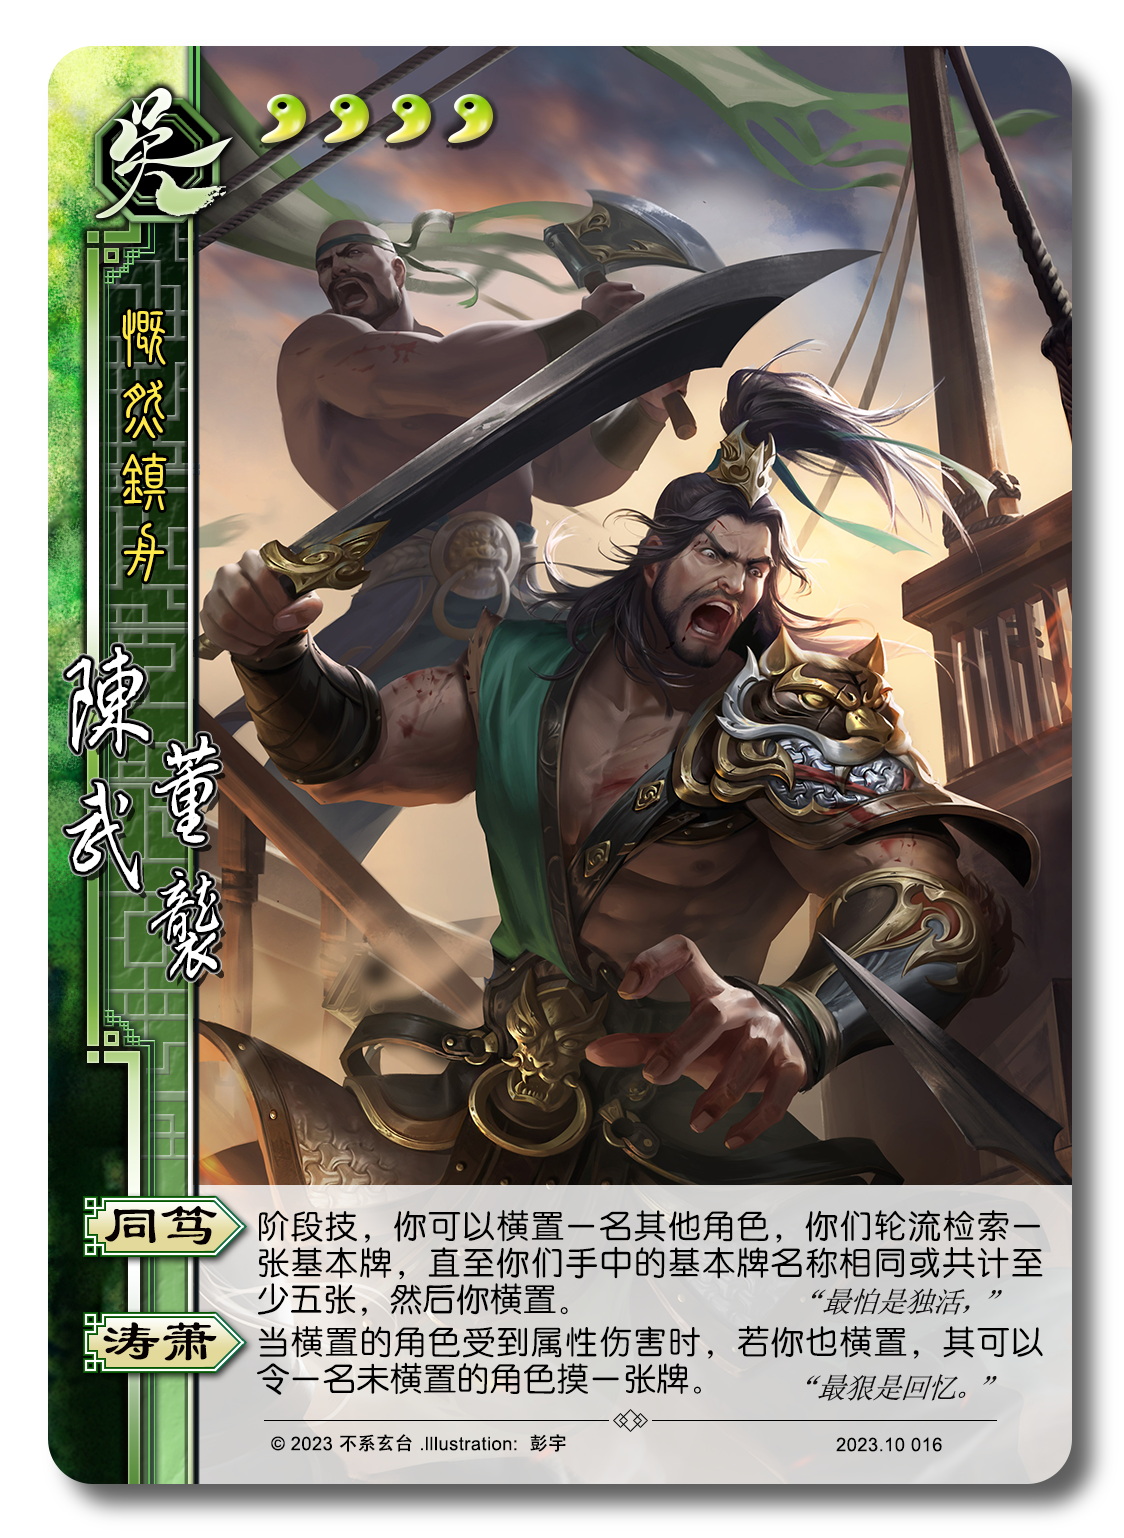 吴
慨然鎮舟
陳武
董襲
同笃
阶段技，你可以横置一名其他角色，你们轮流检索一
张基本牌，直至你们手中的基本牌名称相同或共计至
少五张，然后你横置。
“最怕是独活，”
涛萧
当横置的角色受到属性伤害时，若你也横置，其可以
令一名未横置的角色摸一张牌。
“最狠是回忆。”
© 2023 不系玄台 .Illustration: 彭宇
2023.10 016